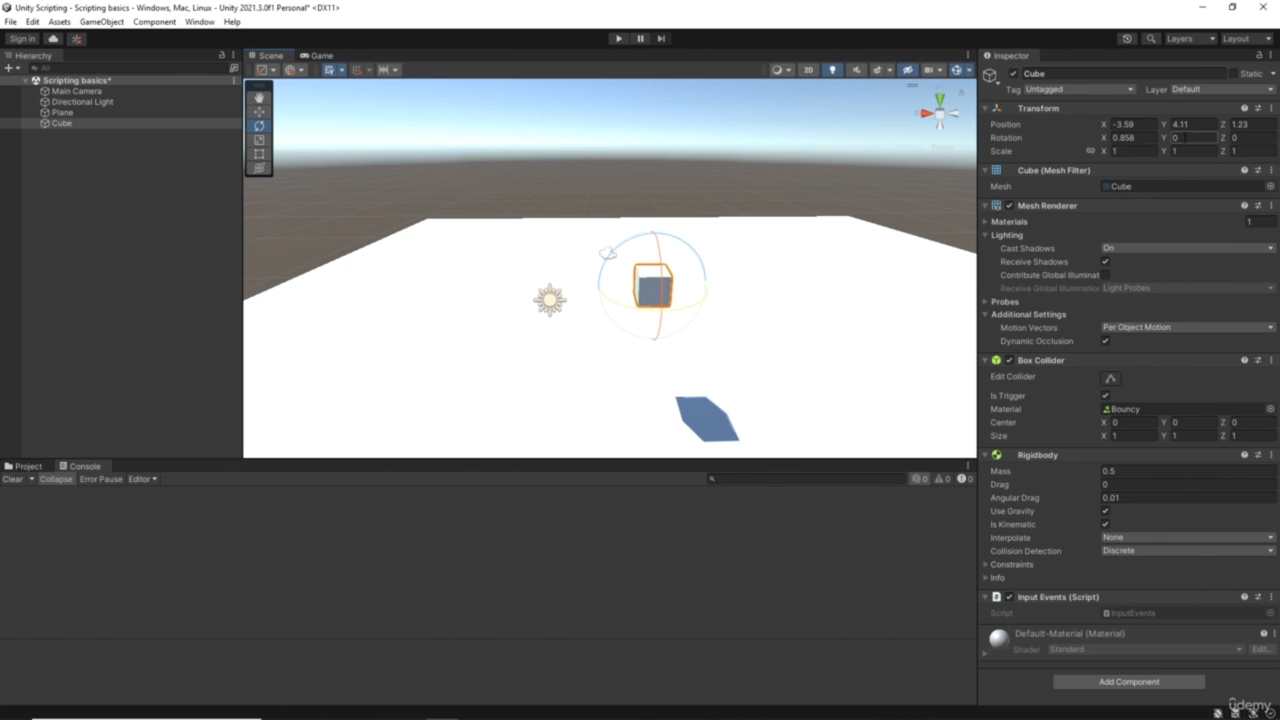 Unity Scripting - Scripting basics - Windows, Mac, Linux - Unity 2021.3.0f1 Personal* <DX11>
File Edit Assets GameObject Component Window Help
Sign in
Layers Layout
Hierarchy
Scene Game
Inspector
All
2D
Scripting basics*
Main Camera
Directional Light
Plane
Cube
Cube Static
Tag Untagged Layer Default
Transform
Position X -3.59 Y 4.11 Z 1.23
Rotation X 0.858 Y 0 Z 0
Scale X 1 Y 1 Z 1
Cube (Mesh Filter)
Mesh Cube
Mesh Renderer
Materials 1
Lighting
Cast Shadows On
Receive Shadows
Contribute Global Illuminat
Receive Global Illuminatio Light Probes
Probes
Additional Settings
Motion Vectors Per Object Motion
Dynamic Occlusion
Box Collider
Edit Collider
Is Trigger
Material Bouncy
Center X 0 Y 0 Z 0
Size X 1 Y 1 Z 1
Rigidbody
Mass 0.5
Drag 0
Angular Drag 0.01
Use Gravity
Is Kinematic
Interpolate None
Collision Detection Discrete
Constraints
Info
Input Events (Script)
Script InputEvents
Default-Material (Material)
Shader Standard Edit...
Add Component
Project Console
Clear Collapse Error Pause Editor
0 0 0
udemy